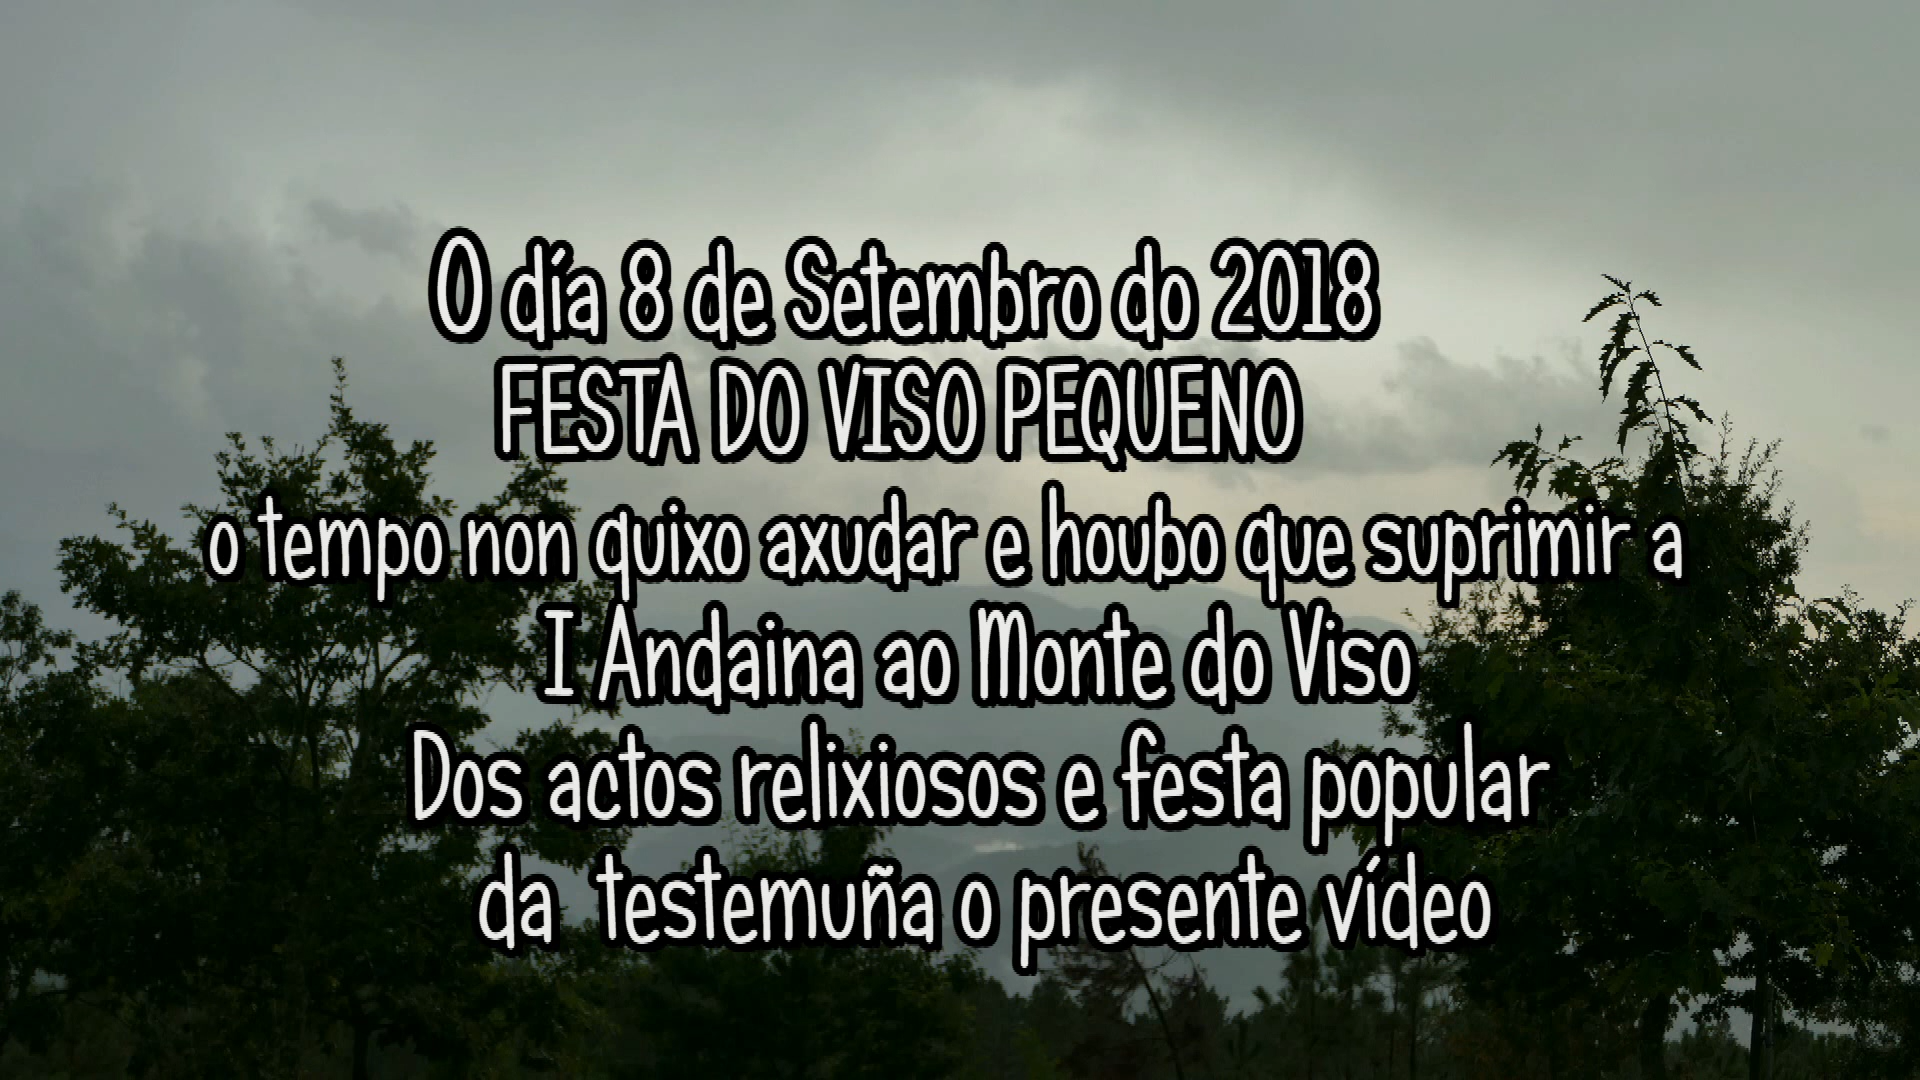 O día 8 de Setembro do 2018
FESTA DO VISO PEQUENO
o tempo non quixo axudar e houbo que suprimir a
I Andaina ao Monte do Viso
Dos actos relixiosos e festa popular
da testemuña o presente vídeo